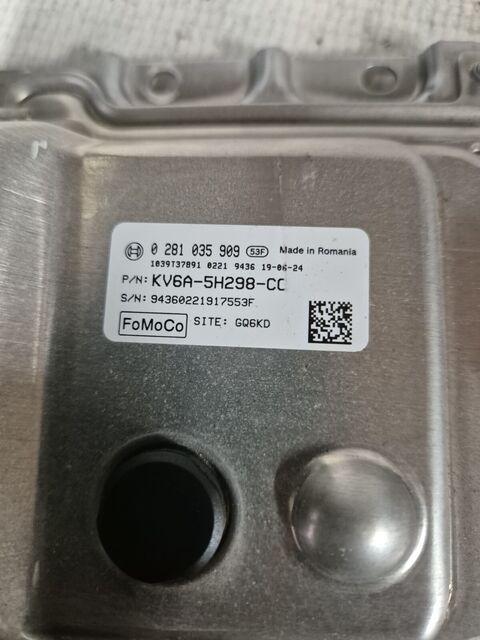 0 281 035 909 53F Made in Romania
1039T37891 0221 9436 19-06-24
P/N: KV6A-5H298-CC
S/N: 94360221917553F
FoMoCo SITE: GQ6KD